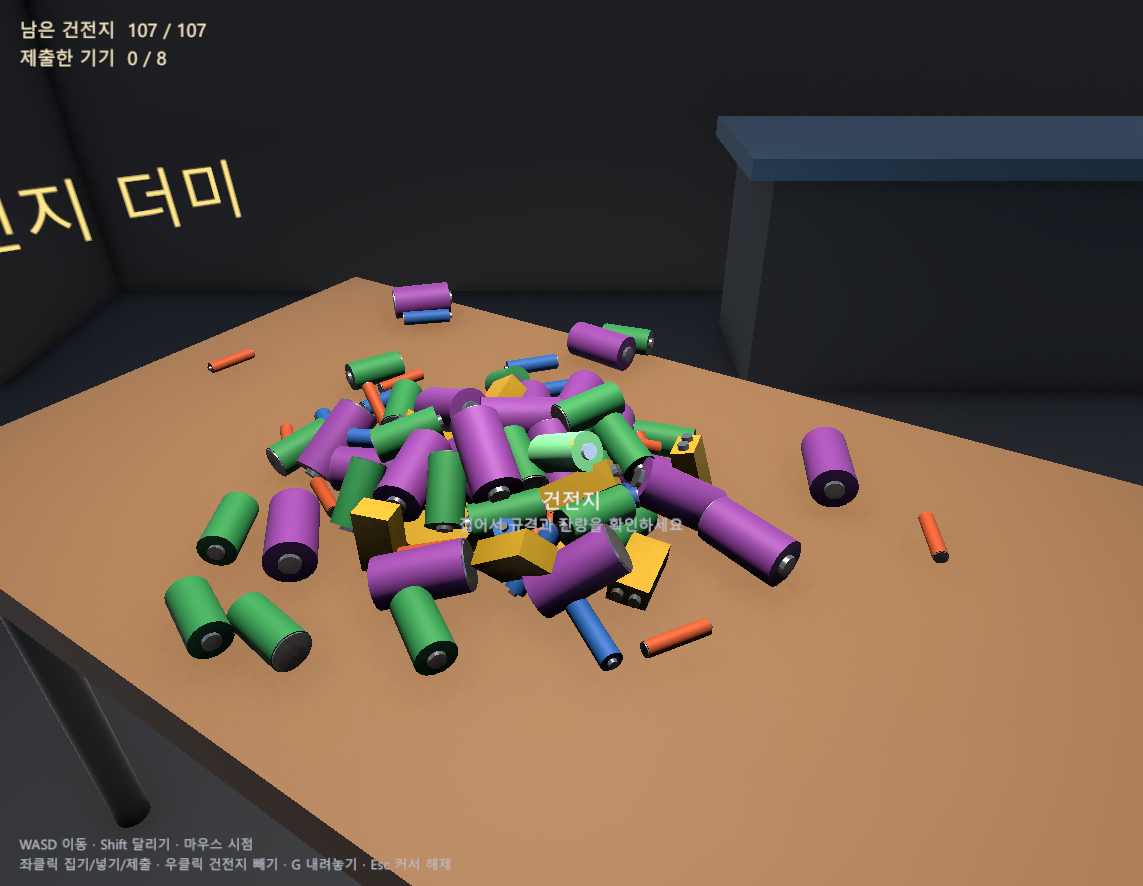 남은 건전지 107 / 107
제출한 기기 0 / 8
전지 더미
건전지
집어서 규격과 잔량을 확인하세요
WASD 이동 · Shift 달리기 · 마우스 시점
좌클릭 집기/넣기/제출 · 우클릭 건전지 빼기 · G 내려놓기 · Esc 커서 해제